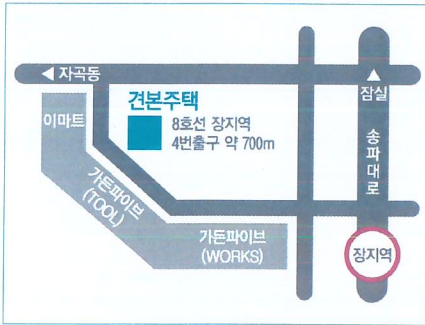 ◀ 자곡동
▲
잠실
견본주택
8호선 장지역
4번출구 약 700m
이마트
송파대로
가든파이브
(TOOL)
가든파이브
(WORKS)
장지역